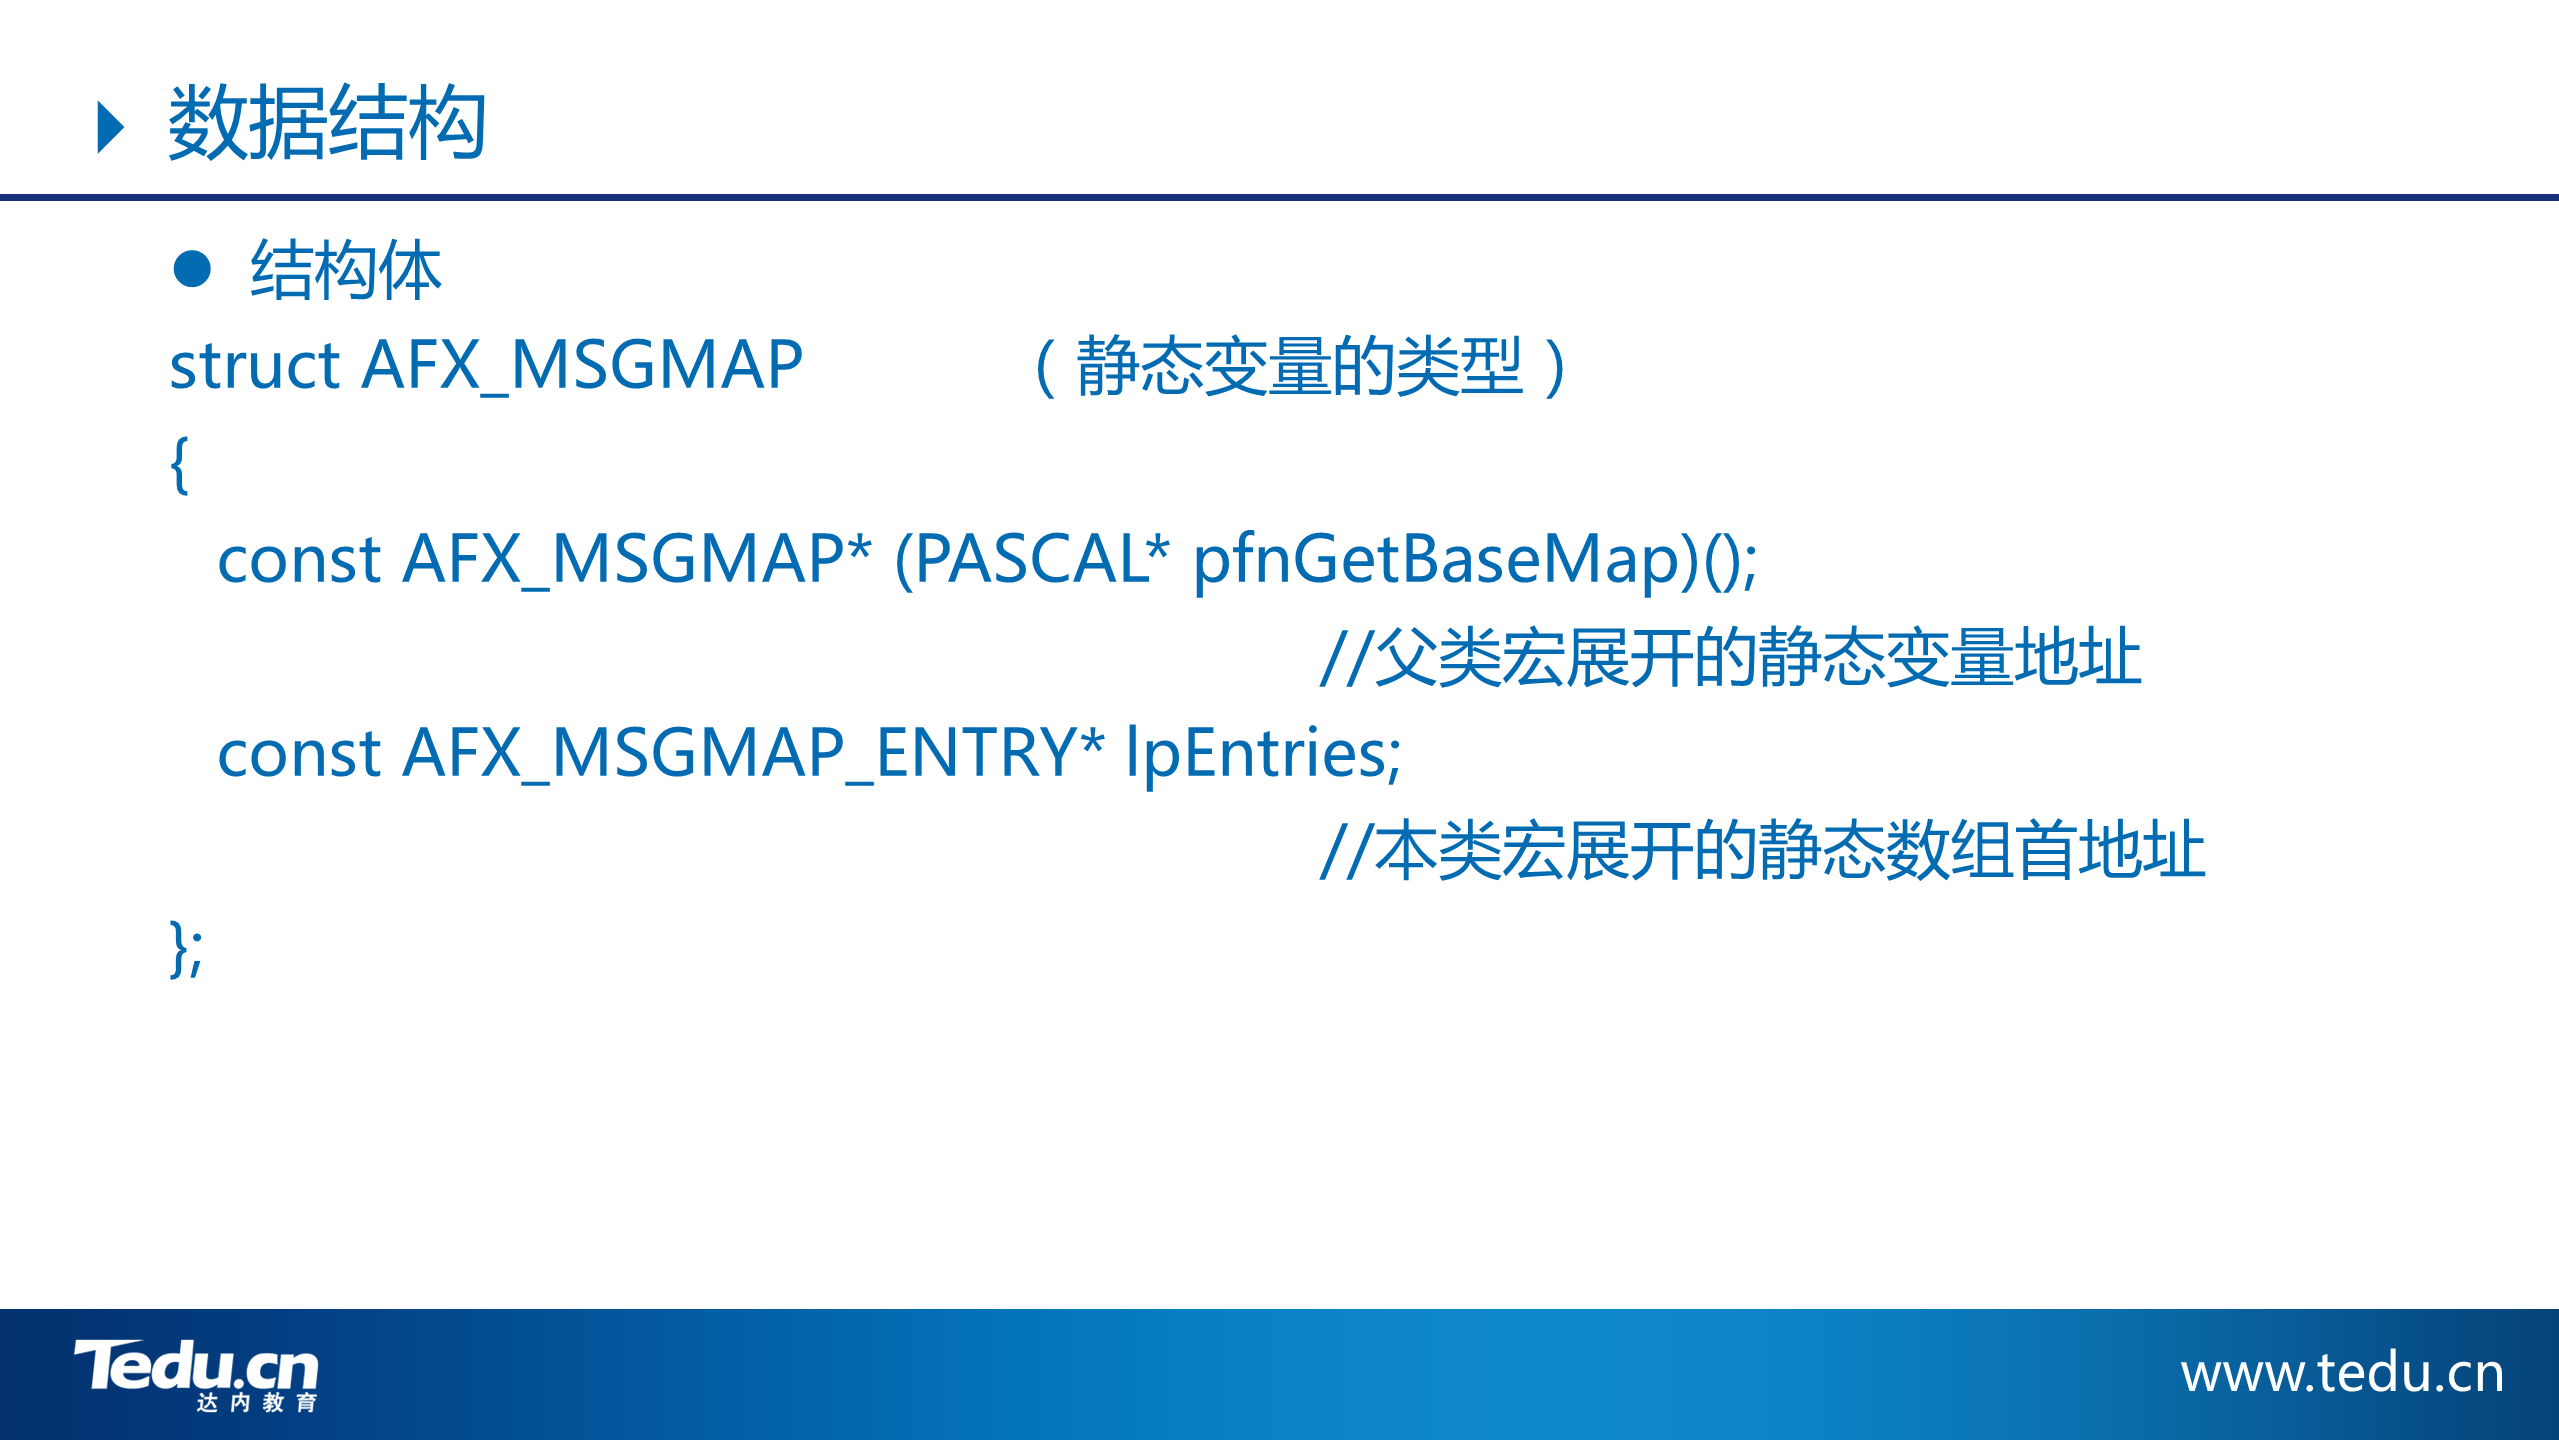 数据结构
结构体
struct AFX_MSGMAP （静态变量的类型）
{
const AFX_MSGMAP* (PASCAL* pfnGetBaseMap)();
//父类宏展开的静态变量地址
const AFX_MSGMAP_ENTRY* lpEntries;
//本类宏展开的静态数组首地址
};
Tedu.cn
达内教育
www.tedu.cn